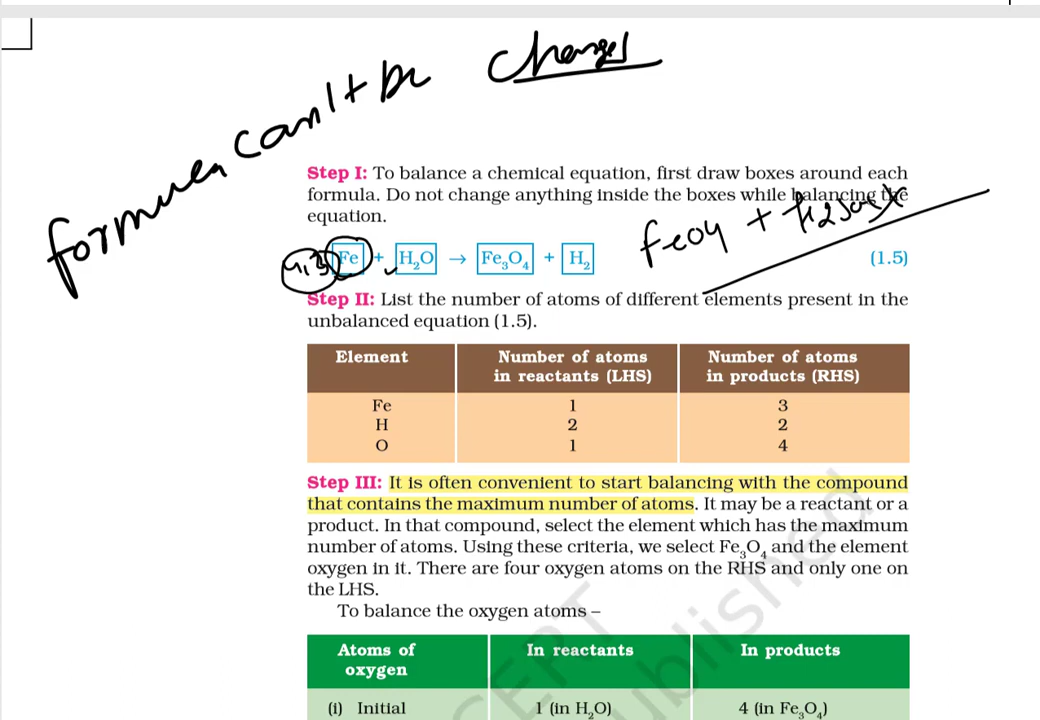 formulea can't be change
Step I: To balance a chemical equation, first draw boxes around each
formula. Do not change anything inside the boxes while balancing the
equation.
Fe + H₂O → Fe₃O₄ + H₂ (1.5)
feO4 +
Step II: List the number of atoms of different elements present in the
unbalanced equation (1.5).
Element Number of atoms in reactants (LHS) Number of atoms in products (RHS)
Fe 1 3
H 2 2
O 1 4
Step III: It is often convenient to start balancing with the compound
that contains the maximum number of atoms. It may be a reactant or a
product. In that compound, select the element which has the maximum
number of atoms. Using these criteria, we select Fe₃O₄ and the element
oxygen in it. There are four oxygen atoms on the RHS and only one on
the LHS.
To balance the oxygen atoms –
Atoms of oxygen In reactants In products
(i) Initial 1 (in H₂O) 4 (in Fe₃O₄)